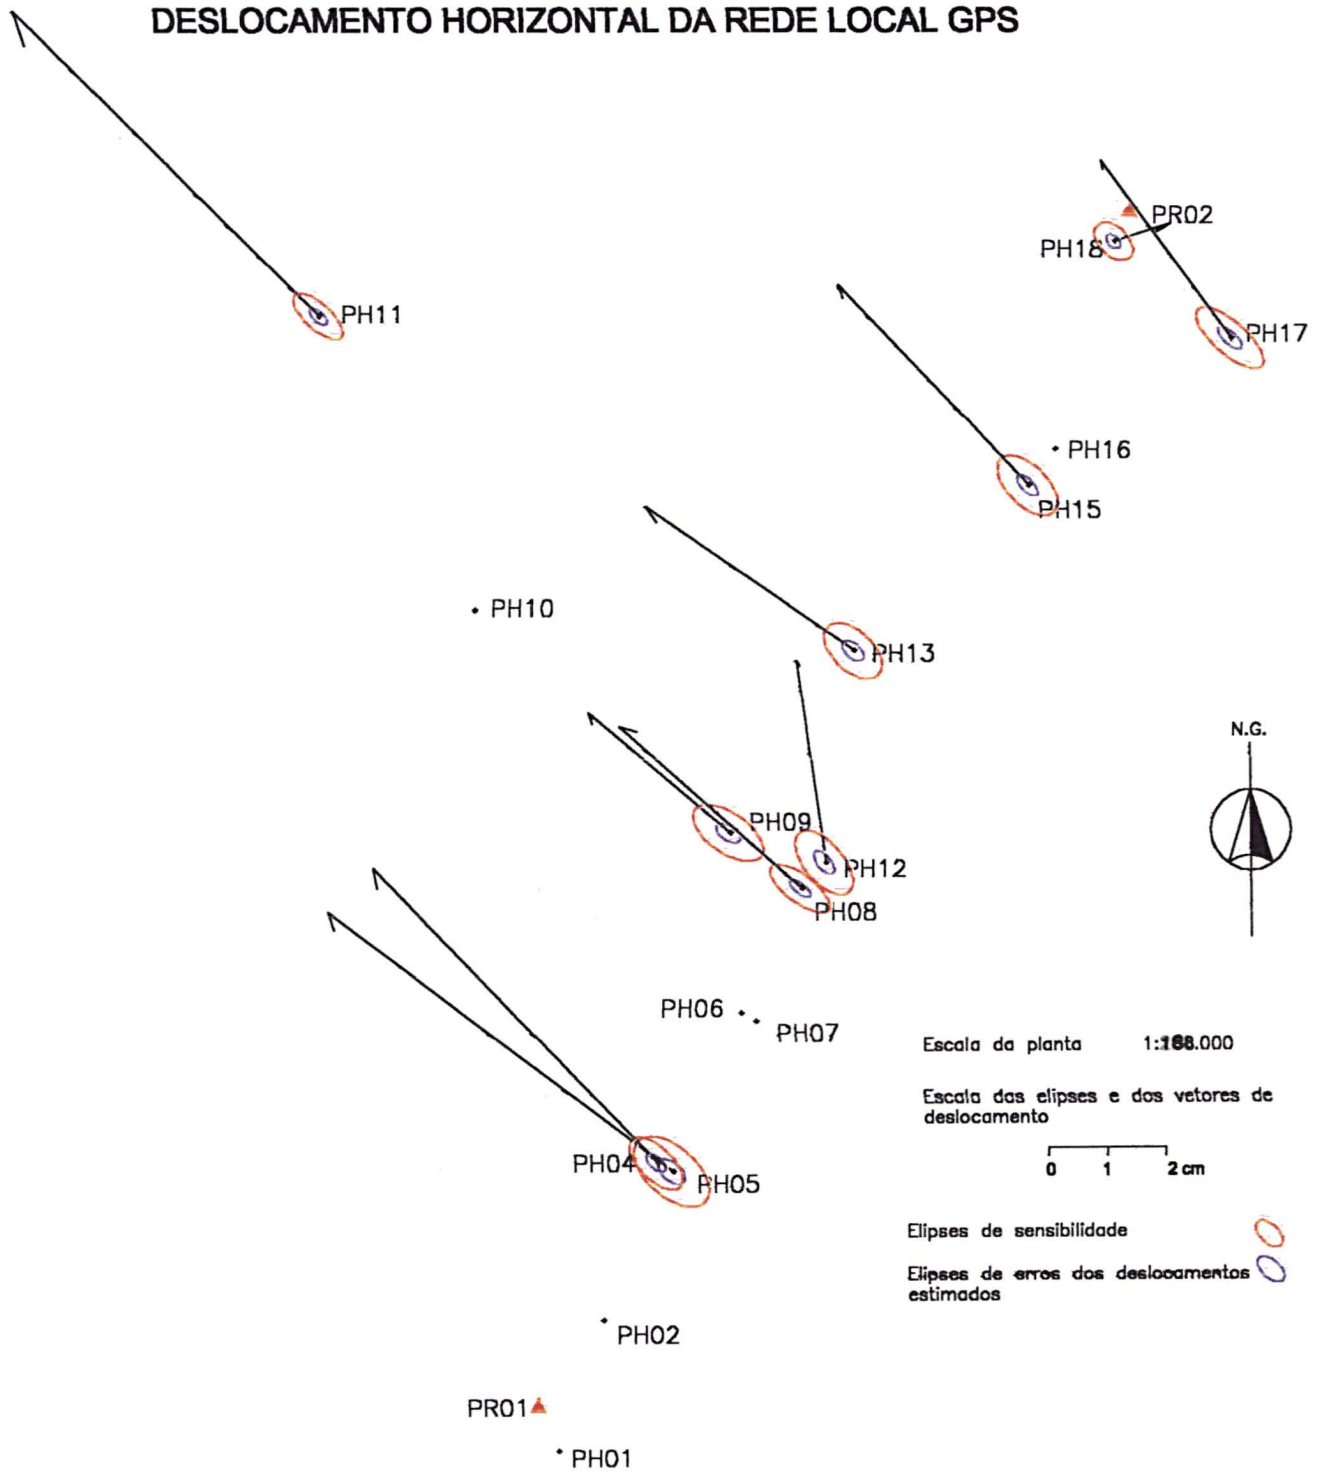 DESLOCAMENTO HORIZONTAL DA REDE LOCAL GPS
PR02
PH18
PH11
PH17
PH16
PH15
PH10
PH13
N.G.
PH09
PH12
PH08
PH06
PH07
Escala da planta
Escala das elipses e dos vetores de
deslocamento
0 1 2 cm
PH04
PH05
Elipses de sensibilidade
Elipses de erros dos deslocamentos
estimados
PH02
PR01
PH01